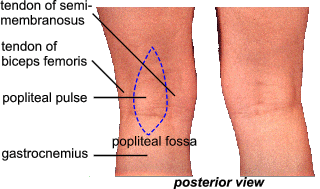 tendon of semi-
membranosus
tendon of
biceps femoris
popliteal pulse
popliteal fossa
gastrocnemius
posterior view